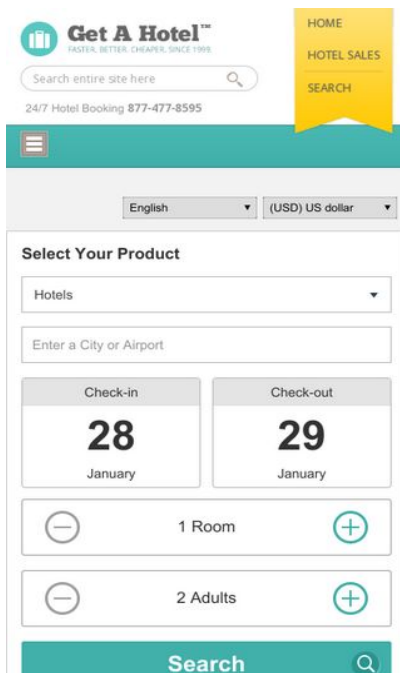 Get A Hotel™
FASTER. BETTER. CHEAPER. SINCE 1999.
Search entire site here
24/7 Hotel Booking 877-477-8595
HOME
HOTEL SALES
SEARCH
English
(USD) US dollar
Select Your Product
Hotels
Enter a City or Airport
Check-in
28
January
Check-out
29
January
1 Room
2 Adults
Search